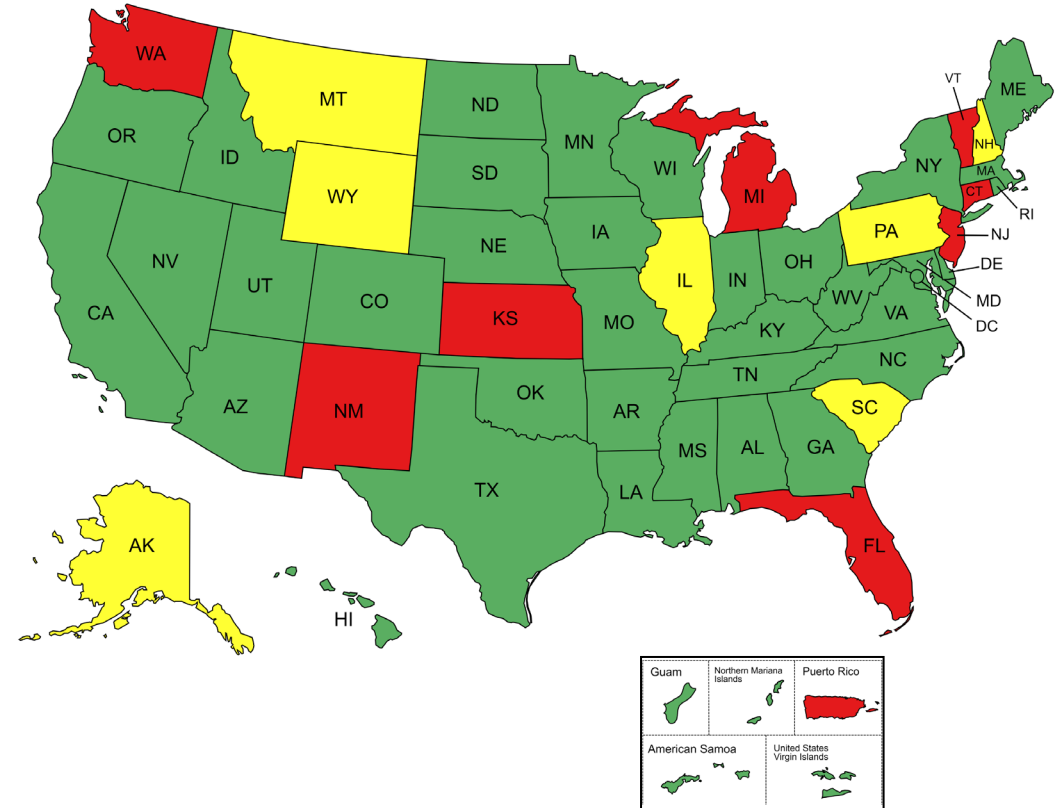 WA
MT
ND
MN
VT
ME
OR
ID
SD
WI
MI
NY
NH
MA
CT
RI
WY
NE
IA
PA
NJ
NV
UT
CO
IL
IN
OH
DE
CA
KS
MO
WV
VA
MD
KY
DC
NC
TN
AZ
NM
OK
AR
SC
MS
AL
GA
TX
LA
FL
AK
HI
Guam
Northern Mariana
Islands
Puerto Rico
American Samoa
United States
Virgin Islands